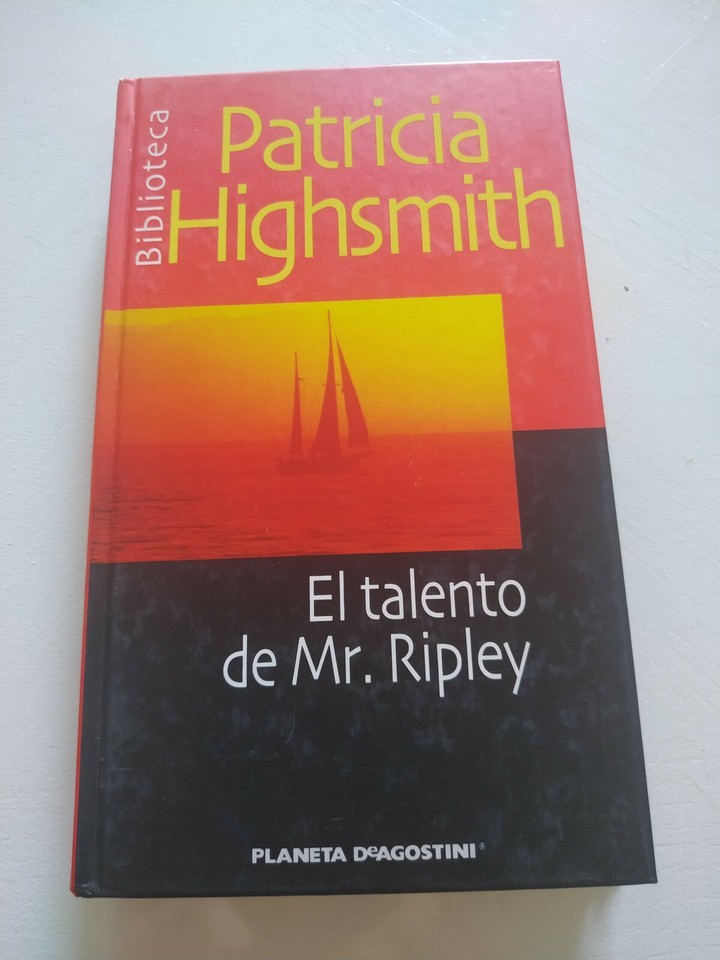 Biblioteca
Patricia
Highsmith
El talento
de Mr. Ripley
PLANETA DeAGOSTINI®